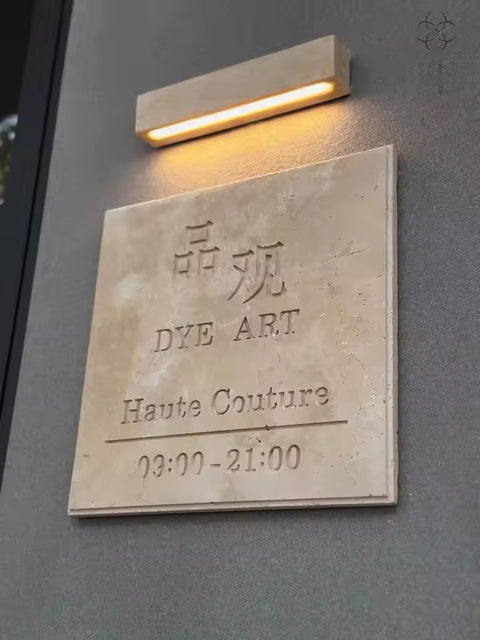 品观
DYE ART
Haute Couture
09:00-21:00